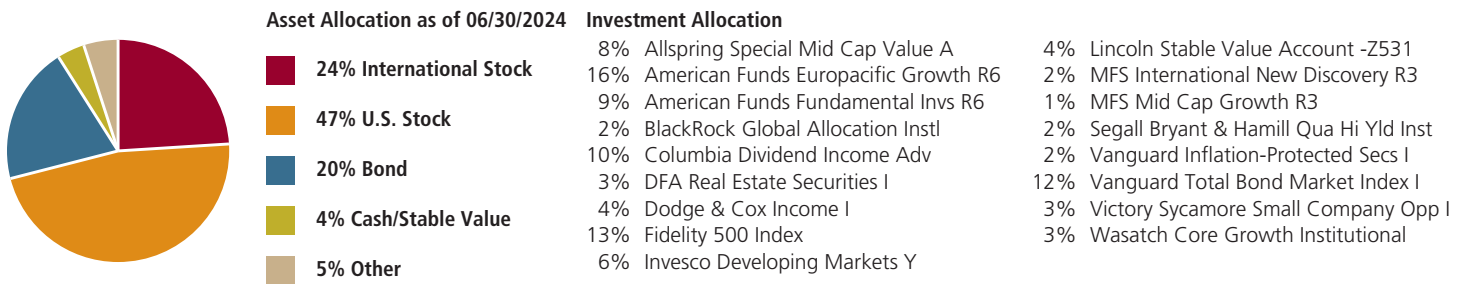 Asset Allocation as of 06/30/2024
24% International Stock
47% U.S. Stock
20% Bond
4% Cash/Stable Value
5% Other
Investment Allocation
8% Allspring Special Mid Cap Value A
16% American Funds Europacific Growth R6
9% American Funds Fundamental Invs R6
2% BlackRock Global Allocation Instl
10% Columbia Dividend Income Adv
3% DFA Real Estate Securities I
4% Dodge & Cox Income I
13% Fidelity 500 Index
6% Invesco Developing Markets Y
4% Lincoln Stable Value Account -Z531
2% MFS International New Discovery R3
1% MFS Mid Cap Growth R3
2% Segall Bryant & Hamill Qua Hi Yld Inst
2% Vanguard Inflation-Protected Secs I
12% Vanguard Total Bond Market Index I
3% Victory Sycamore Small Company Opp I
3% Wasatch Core Growth Institutional